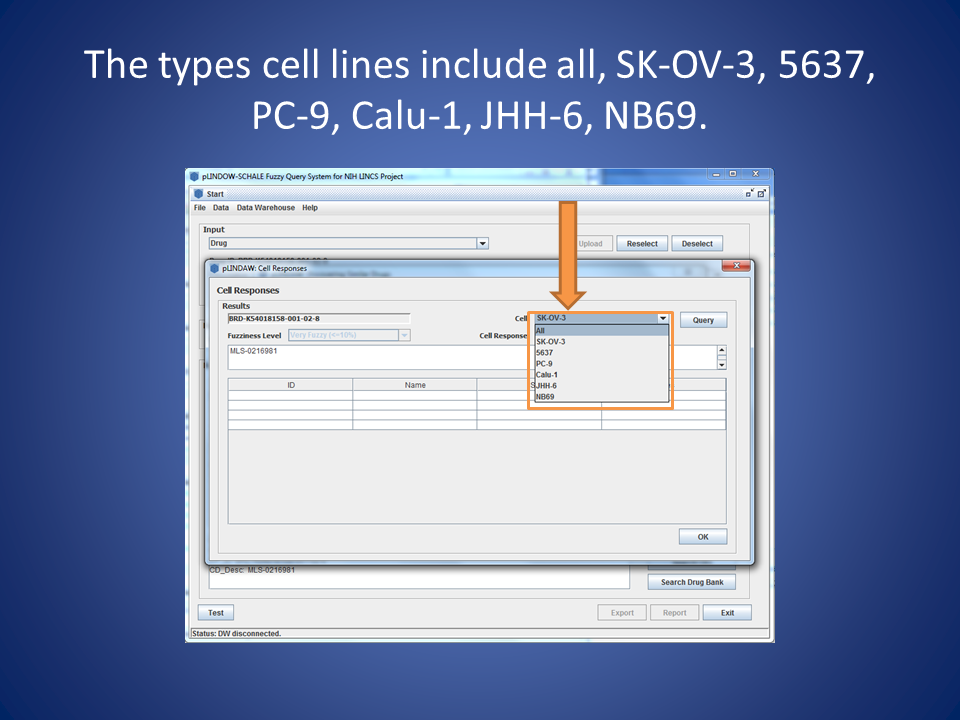 The types cell lines include all, SK-OV-3, 5637,
PC-9, Calu-1, JHH-6, NB69.
pLINDOW-SCHALE Fuzzy Query System for NIH LINCS Project
Start
File Data Data Warehouse Help
Input
Drug
Upload Reselect Deselect
pLINDAW: Cell Responses
Cell Responses
Results
BRD-K54018158-001-02-8 Cell SK-OV-3 Query
Fuzziness Level Very Fuzzy (<~10%) Cell Response
All
SK-OV-3
5637
PC-9
Calu-1
JHH-6
NB69
MLS-0216981
ID Name
OK
CD_Desc: MLS-0216981
Search Drug Bank
Test Export Report Exit
Status: DW disconnected.